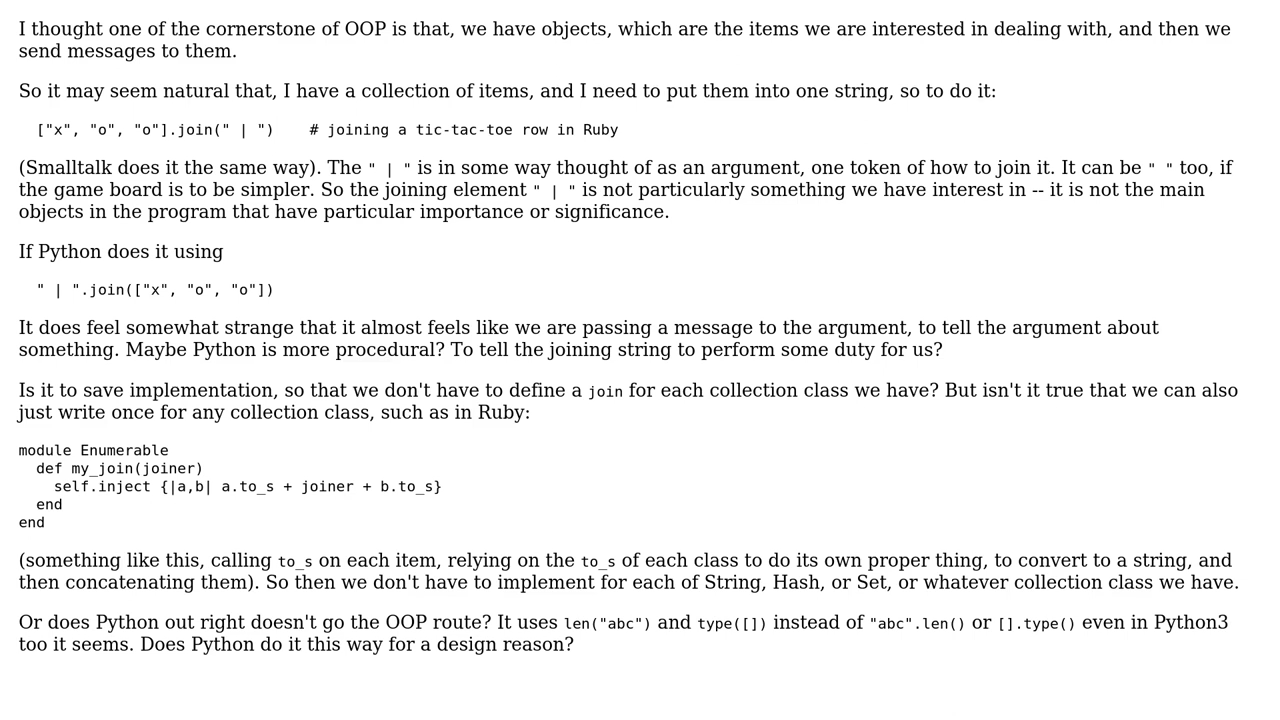 I thought one of the cornerstone of OOP is that, we have objects, which are the items we are interested in dealing with, and then we
send messages to them.
So it may seem natural that, I have a collection of items, and I need to put them into one string, so to do it:
["x", "o", "o"].join(" | ")    # joining a tic-tac-toe row in Ruby
(Smalltalk does it the same way). The " | " is in some way thought of as an argument, one token of how to join it. It can be " " too, if
the game board is to be simpler. So the joining element " | " is not particularly something we have interest in -- it is not the main
objects in the program that have particular importance or significance.
If Python does it using
" | ".join(["x", "o", "o"])
It does feel somewhat strange that it almost feels like we are passing a message to the argument, to tell the argument about
something. Maybe Python is more procedural? To tell the joining string to perform some duty for us?
Is it to save implementation, so that we don't have to define a join for each collection class we have? But isn't it true that we can also
just write once for any collection class, such as in Ruby:
module Enumerable
  def my_join(joiner)
    self.inject {|a,b| a.to_s + joiner + b.to_s}
  end
end
(something like this, calling to_s on each item, relying on the to_s of each class to do its own proper thing, to convert to a string, and
then concatenating them). So then we don't have to implement for each of String, Hash, or Set, or whatever collection class we have.
Or does Python out right doesn't go the OOP route? It uses len("abc") and type([]) instead of "abc".len() or [].type() even in Python3
too it seems. Does Python do it this way for a design reason?